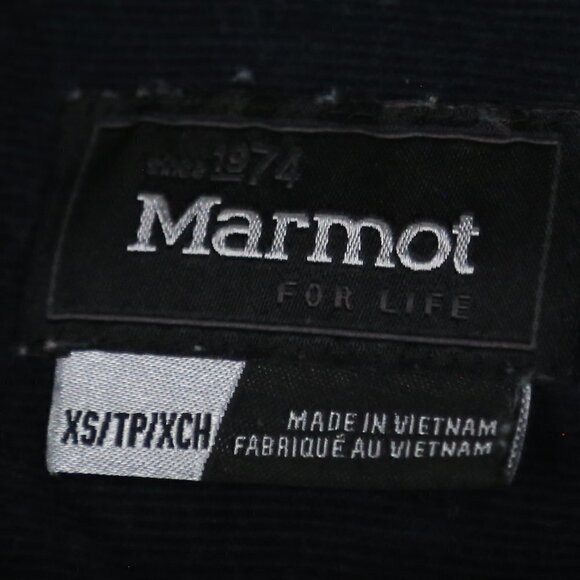 since 1974
Marmot
FOR LIFE
XS/TP/XCH
MADE IN VIETNAM
FABRIQUÉ AU VIETNAM